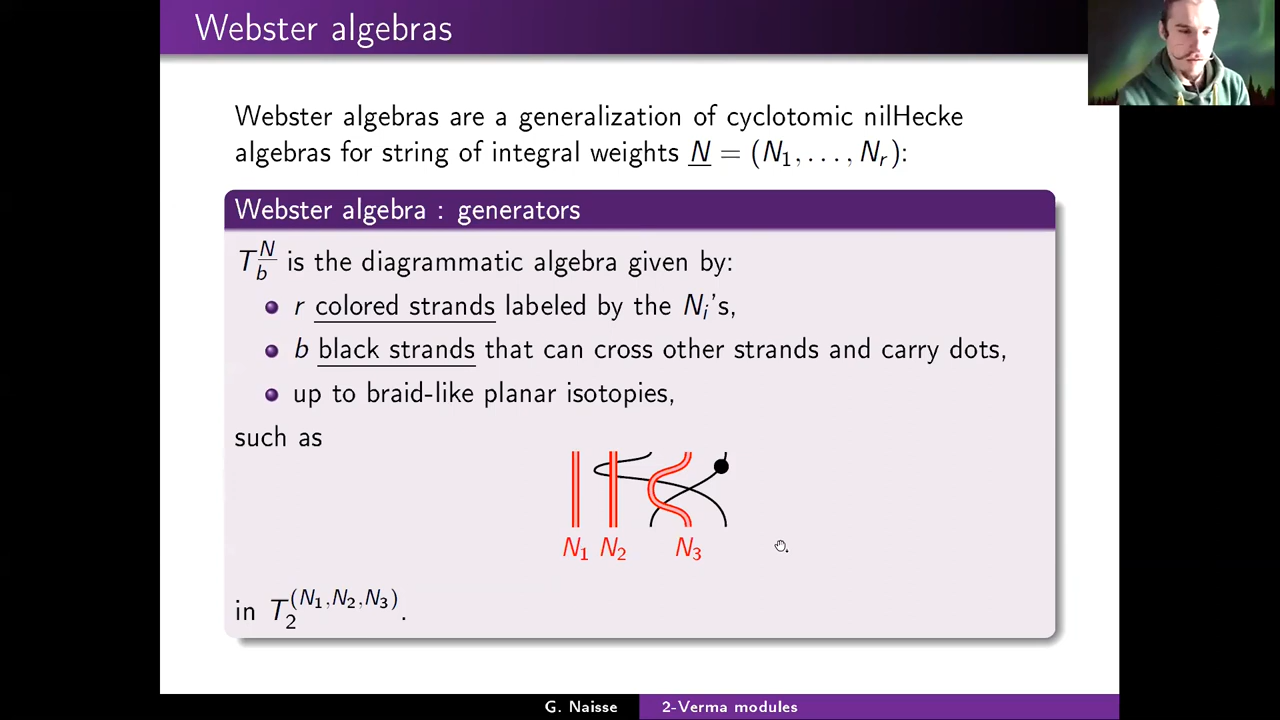 Webster algebras
Webster algebras are a generalization of cyclotomic nilHecke
algebras for string of integral weights N = (N₁, . . . , Nᵣ):
Webster algebra : generators
T_b^N is the diagrammatic algebra given by:
r colored strands labeled by the Nᵢ's,
b black strands that can cross other strands and carry dots,
up to braid-like planar isotopies,
such as
N₁ N₂ N₃
in T₂^(N₁,N₂,N₃).
G. Naisse 2-Verma modules